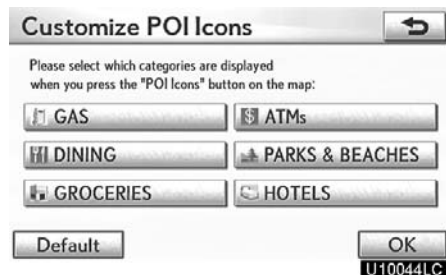 Customize POI Icons
Please select which categories are displayed
when you press the "POI Icons" button on the map:
GAS
ATMs
DINING
PARKS & BEACHES
GROCERIES
HOTELS
Default
OK
U10044LC